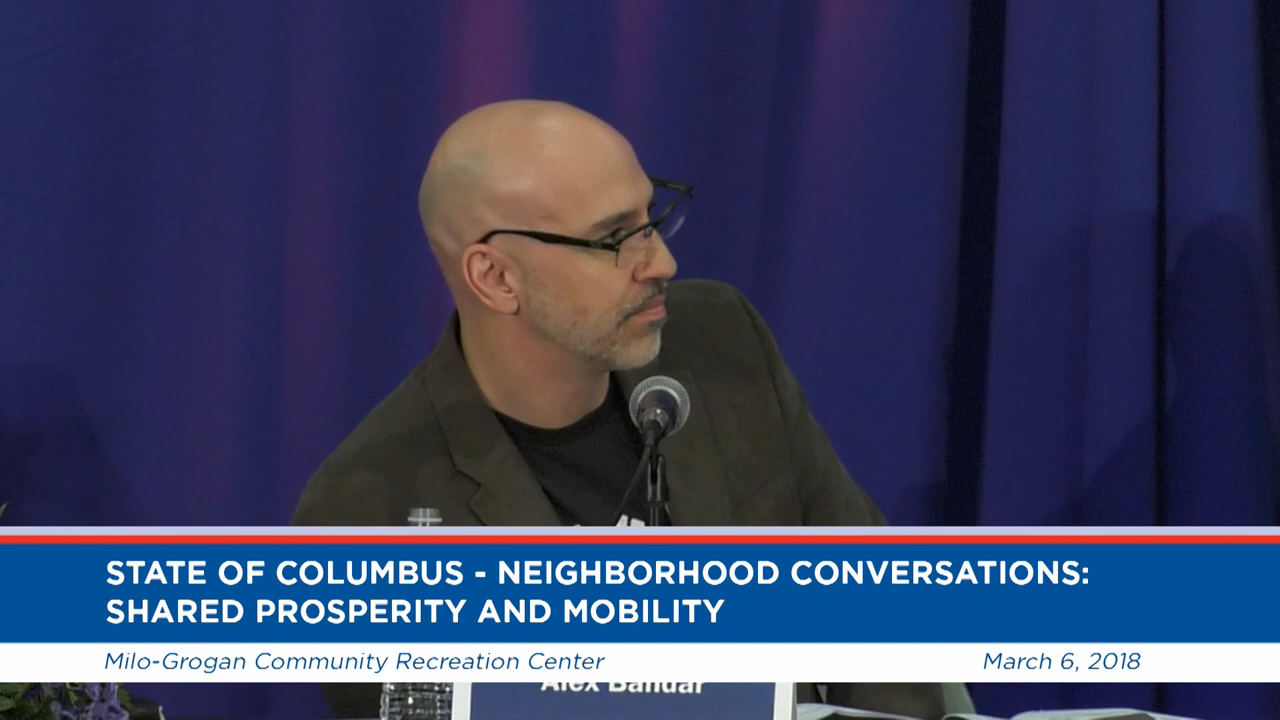 STATE OF COLUMBUS - NEIGHBORHOOD CONVERSATIONS:
SHARED PROSPERITY AND MOBILITY
Milo-Grogan Community Recreation Center
March 6, 2018
Alex Bandar